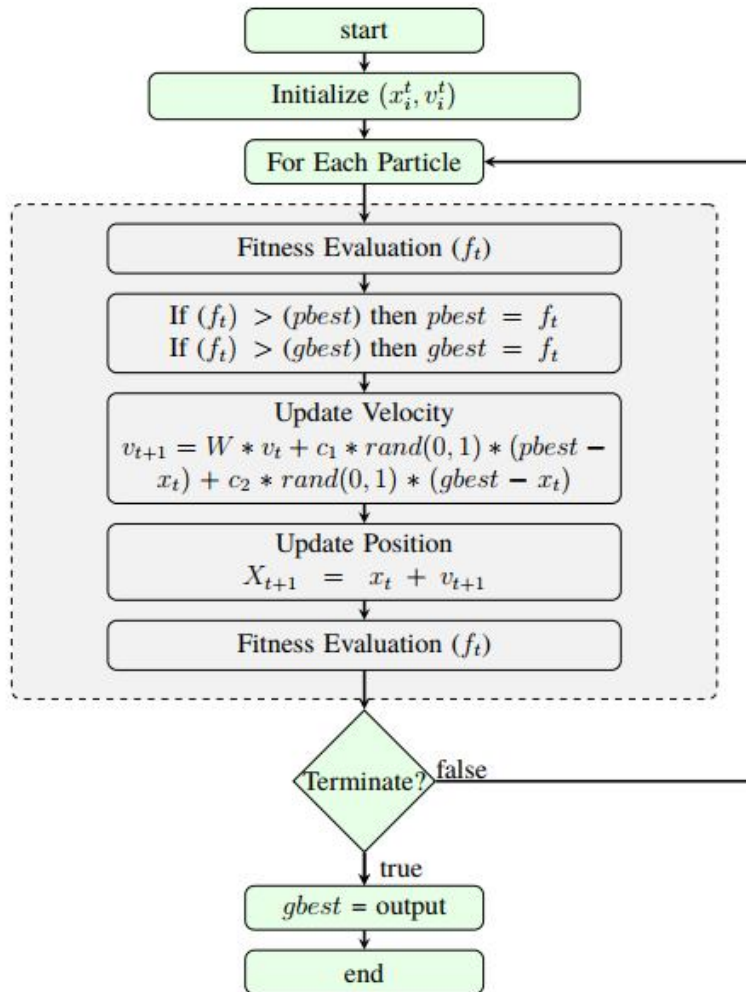 start
Initialize (x_i^t, v_i^t)
For Each Particle
Fitness Evaluation (f_t)
If (f_t) > (pbest) then pbest = f_t
If (f_t) > (gbest) then gbest = f_t
Update Velocity
v_{t+1} = W * v_t + c_1 * rand(0, 1) * (pbest −
x_t) + c_2 * rand(0, 1) * (gbest − x_t)
Update Position
X_{t+1} = x_t + v_{t+1}
Fitness Evaluation (f_t)
Terminate?
false
true
gbest = output
end